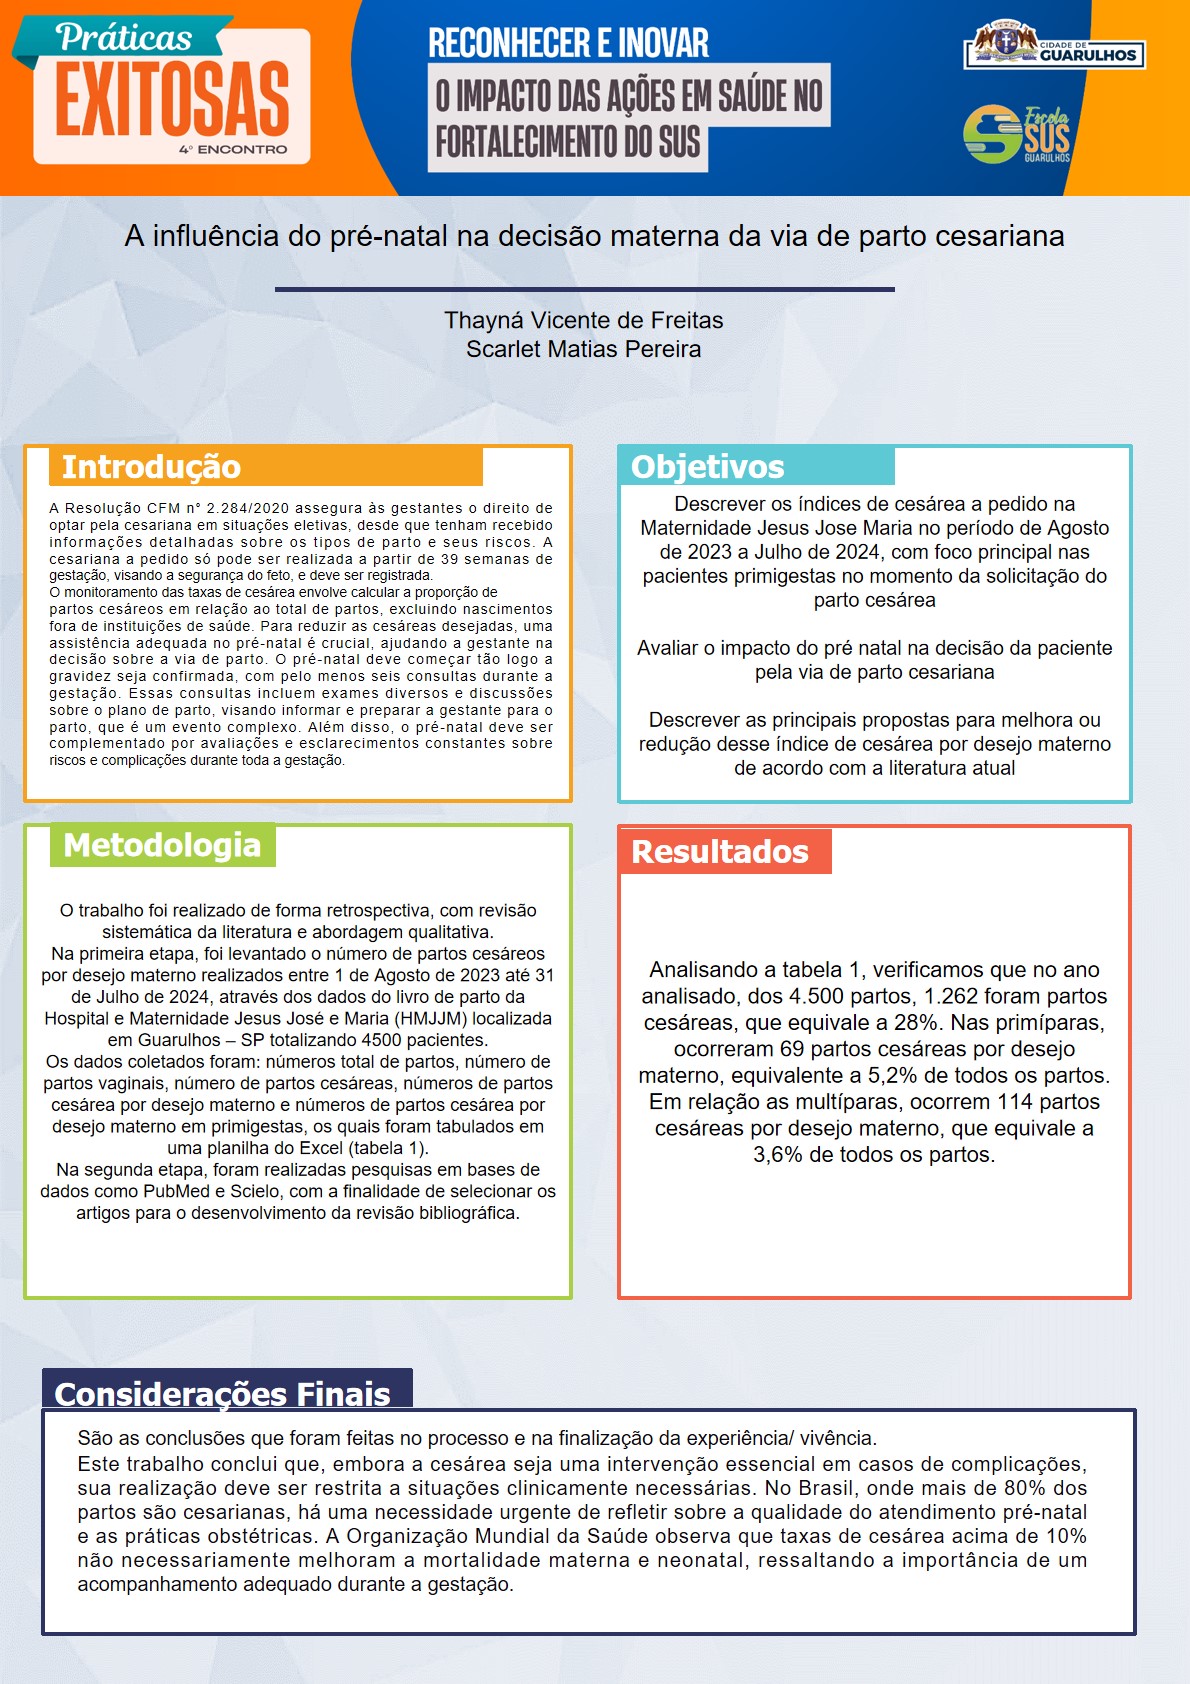 Práticas
EXITOSAS
4º ENCONTRO
RECONHECER E INOVAR
O IMPACTO DAS AÇÕES EM SAÚDE NO
FORTALECIMENTO DO SUS
CIDADE DE
GUARULHOS
Escola
SUS
GUARULHOS
A influência do pré-natal na decisão materna da via de parto cesariana
Thayná Vicente de Freitas
Scarlet Matias Pereira
Introdução
A Resolução CFM n° 2.284/2020 assegura às gestantes o direito de
optar pela cesariana em situações eletivas, desde que tenham recebido
informações detalhadas sobre os tipos de parto e seus riscos. A
cesariana a pedido só pode ser realizada a partir de 39 semanas de
gestação, visando a segurança do feto, e deve ser registrada.
O monitoramento das taxas de cesárea envolve calcular a proporção de
partos cesáreos em relação ao total de partos, excluindo nascimentos
fora de instituições de saúde. Para reduzir as cesáreas desejadas, uma
assistência adequada no pré-natal é crucial, ajudando a gestante na
decisão sobre a via de parto. O pré-natal deve começar tão logo a
gravidez seja confirmada, com pelo menos seis consultas durante a
gestação. Essas consultas incluem exames diversos e discussões
sobre o plano de parto, visando informar e preparar a gestante para o
parto, que é um evento complexo. Além disso, o pré-natal deve ser
complementado por avaliações e esclarecimentos constantes sobre
riscos e complicações durante toda a gestação.
Objetivos
Descrever os índices de cesárea a pedido na
Maternidade Jesus Jose Maria no período de Agosto
de 2023 a Julho de 2024, com foco principal nas
pacientes primigestas no momento da solicitação do
parto cesárea
Avaliar o impacto do pré natal na decisão da paciente
pela via de parto cesariana
Descrever as principais propostas para melhora ou
redução desse índice de cesárea por desejo materno
de acordo com a literatura atual
Metodologia
O trabalho foi realizado de forma retrospectiva, com revisão
sistemática da literatura e abordagem qualitativa.
Na primeira etapa, foi levantado o número de partos cesáreos
por desejo materno realizados entre 1 de Agosto de 2023 até 31
de Julho de 2024, através dos dados do livro de parto da
Hospital e Maternidade Jesus José e Maria (HMJJM) localizada
em Guarulhos – SP totalizando 4500 pacientes.
Os dados coletados foram: números total de partos, número de
partos vaginais, número de partos cesáreas, números de partos
cesárea por desejo materno e números de partos cesárea por
desejo materno em primigestas, os quais foram tabulados em
uma planilha do Excel (tabela 1).
Na segunda etapa, foram realizadas pesquisas em bases de
dados como PubMed e Scielo, com a finalidade de selecionar os
artigos para o desenvolvimento da revisão bibliográfica.
Resultados
Analisando a tabela 1, verificamos que no ano
analisado, dos 4.500 partos, 1.262 foram partos
cesáreas, que equivale a 28%. Nas primíparas,
ocorreram 69 partos cesáreas por desejo
materno, equivalente a 5,2% de todos os partos.
Em relação as multíparas, ocorrem 114 partos
cesáreas por desejo materno, que equivale a
3,6% de todos os partos.
Considerações Finais
São as conclusões que foram feitas no processo e na finalização da experiência/ vivência.
Este trabalho conclui que, embora a cesárea seja uma intervenção essencial em casos de complicações,
sua realização deve ser restrita a situações clinicamente necessárias. No Brasil, onde mais de 80% dos
partos são cesarianas, há uma necessidade urgente de refletir sobre a qualidade do atendimento pré-natal
e as práticas obstétricas. A Organização Mundial da Saúde observa que taxas de cesárea acima de 10%
não necessariamente melhoram a mortalidade materna e neonatal, ressaltando a importância de um
acompanhamento adequado durante a gestação.